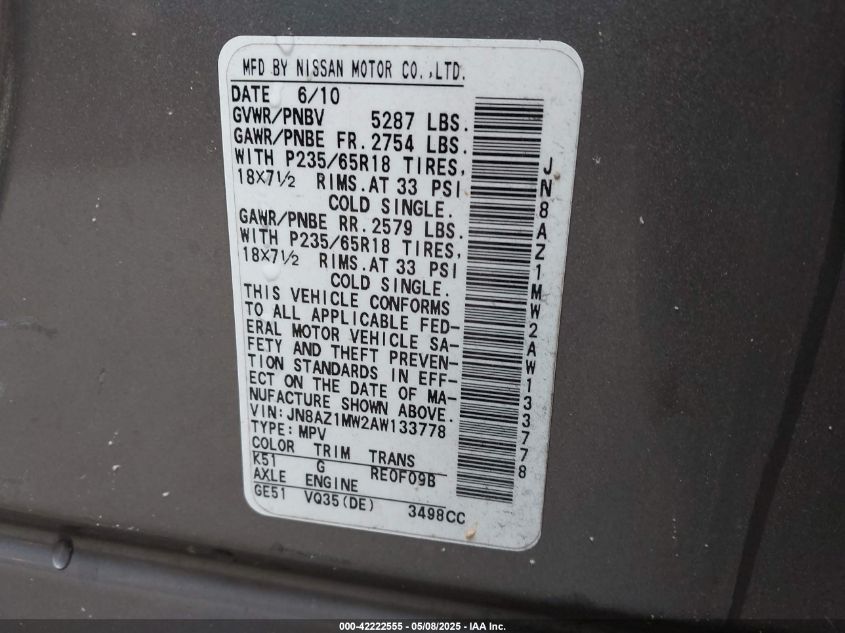 MFD BY NISSAN MOTOR CO.,LTD.
DATE 6/10
GVWR/PNBV 5287 LBS.
GAWR/PNBE FR. 2754 LBS.
WITH P235/65R18 TIRES,
18X7½ RIMS. AT 33 PSI
COLD SINGLE.
GAWR/PNBE RR. 2579 LBS.
WITH P235/65R18 TIRES,
18X7½ RIMS. AT 33 PSI
COLD SINGLE.
THIS VEHICLE CONFORMS
TO ALL APPLICABLE FED-
ERAL MOTOR VEHICLE SA-
FETY AND THEFT PREVEN-
TION STANDARDS IN EFF-
ECT ON THE DATE OF MA-
NUFACTURE SHOWN ABOVE.
VIN: JN8AZ1MW2AW133778
TYPE: MPV
COLOR TRIM TRANS
K51 G RE0F09B
AXLE ENGINE
GE51 VQ35(DE) 3498CC
JN8AZ1MW2AW133778
000-42222555 - 05/08/2025 - IAA Inc.